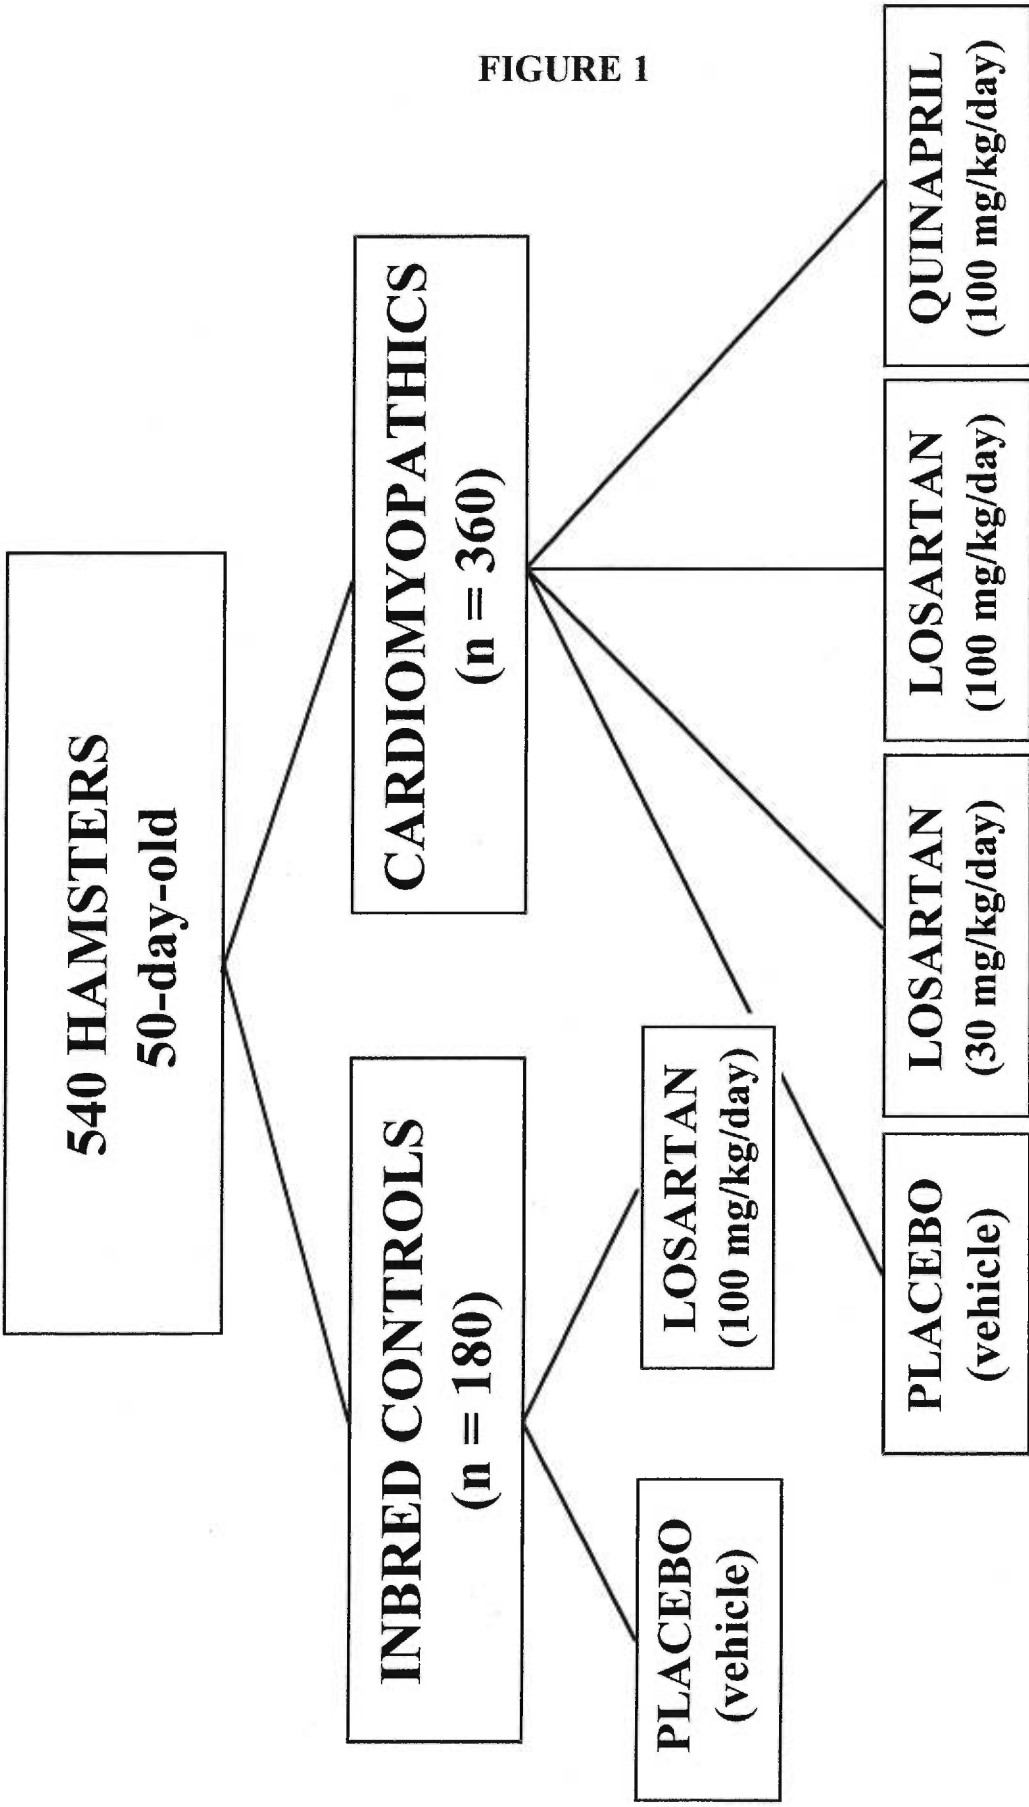 FIGURE 1
540 HAMSTERS
50-day-old
INBRED CONTROLS
(n = 180)
CARDIOMYOPATHICS
(n = 360)
PLACEBO
(vehicle)
LOSARTAN
(100 mg/kg/day)
PLACEBO
(vehicle)
LOSARTAN
(30 mg/kg/day)
LOSARTAN
(100 mg/kg/day)
QUINAPRIL
(100 mg/kg/day)